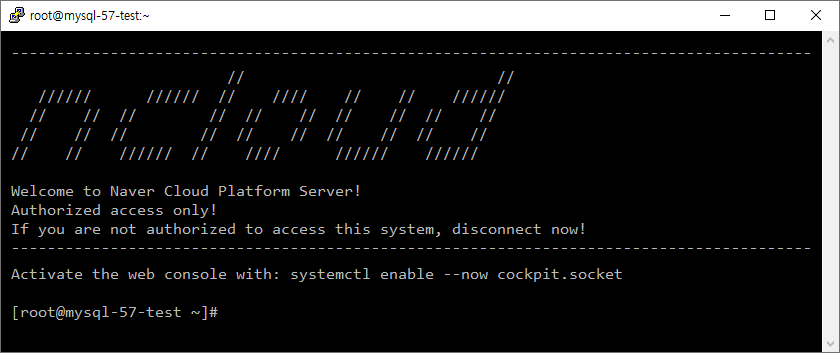 root@mysql-57-test:~
--------------------------------------------------------------------------------
ncloud
Welcome to Naver Cloud Platform Server!
Authorized access only!
If you are not authorized to access this system, disconnect now!
--------------------------------------------------------------------------------
Activate the web console with: systemctl enable --now cockpit.socket
[root@mysql-57-test ~]#